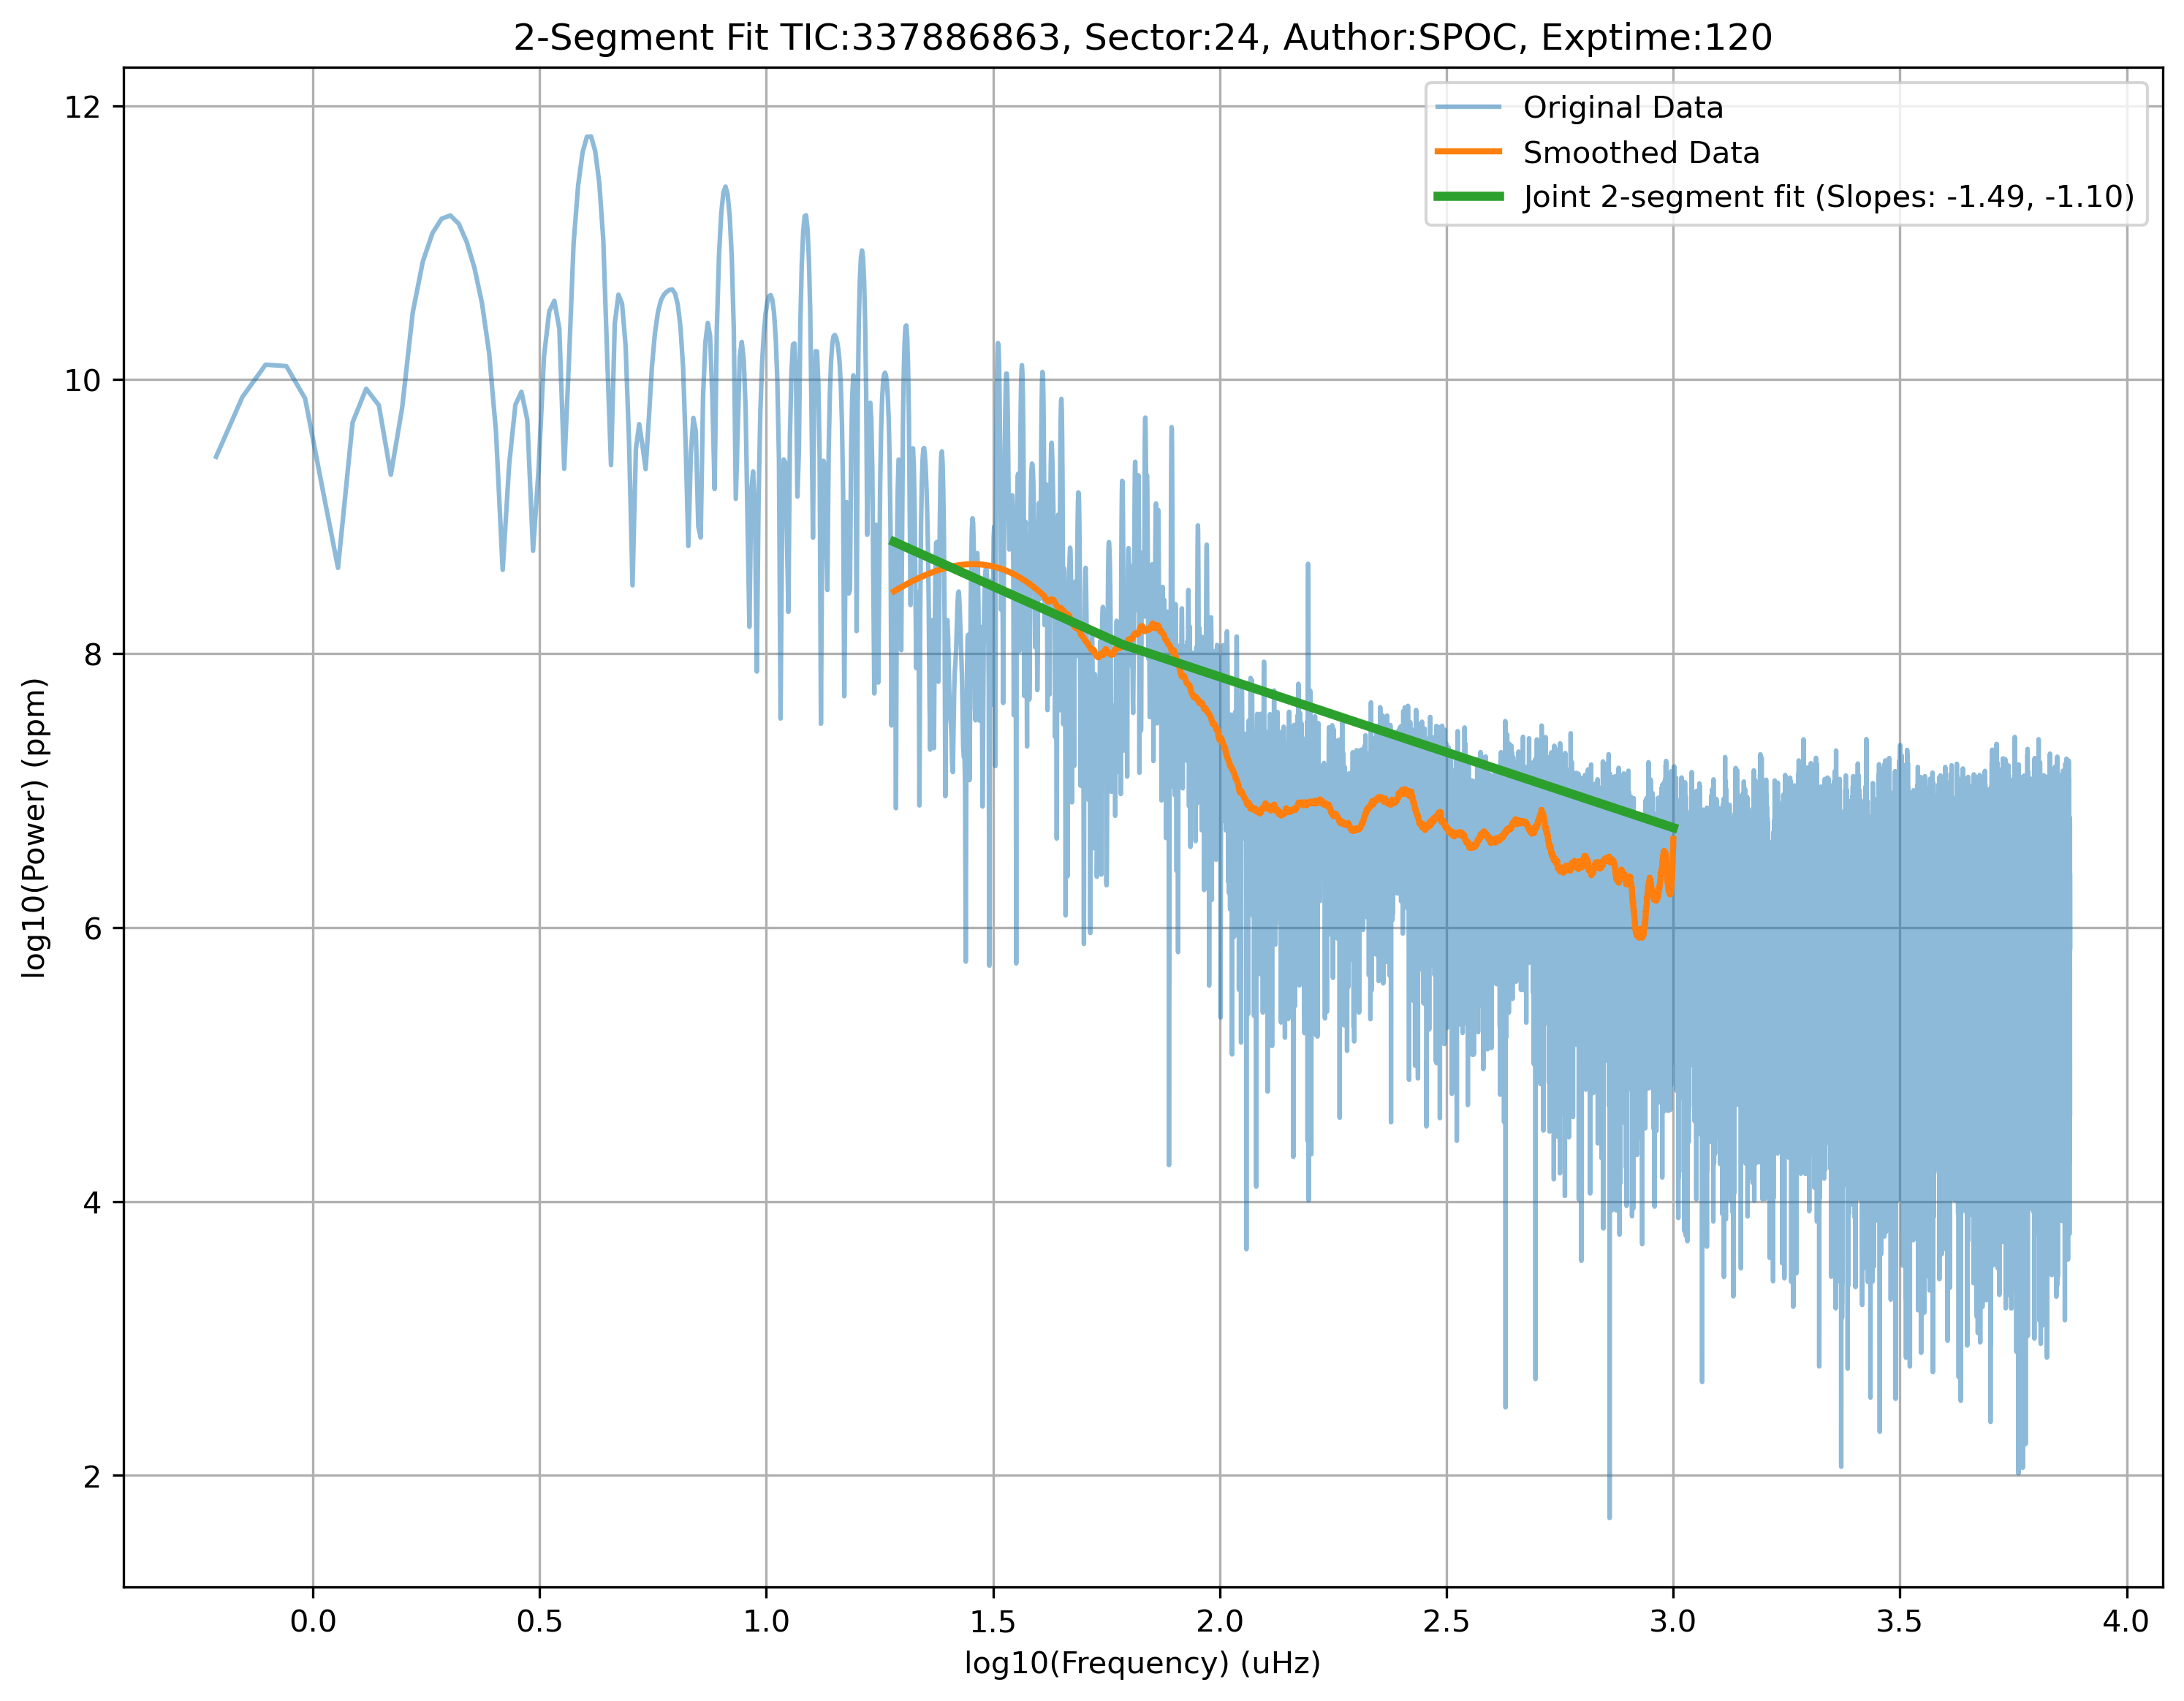 2-Segment Fit TIC:337886863, Sector:24, Author:SPOC, Exptime:120
Original Data
Smoothed Data
Joint 2-segment fit (Slopes: -1.49, -1.10)
log10(Power) (ppm)
12
10
8
6
4
2
0.0 0.5 1.0 1.5 2.0 2.5 3.0 3.5 4.0
log10(Frequency) (uHz)